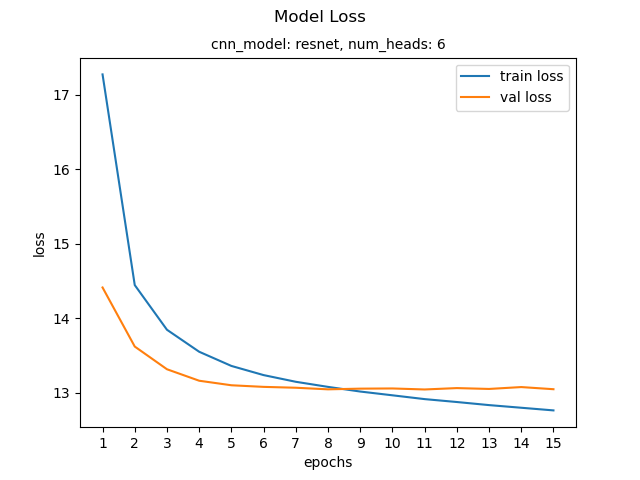 Model Loss
cnn_model: resnet, num_heads: 6
train loss
val loss
loss
17
16
15
14
13
1 2 3 4 5 6 7 8 9 10 11 12 13 14 15
epochs